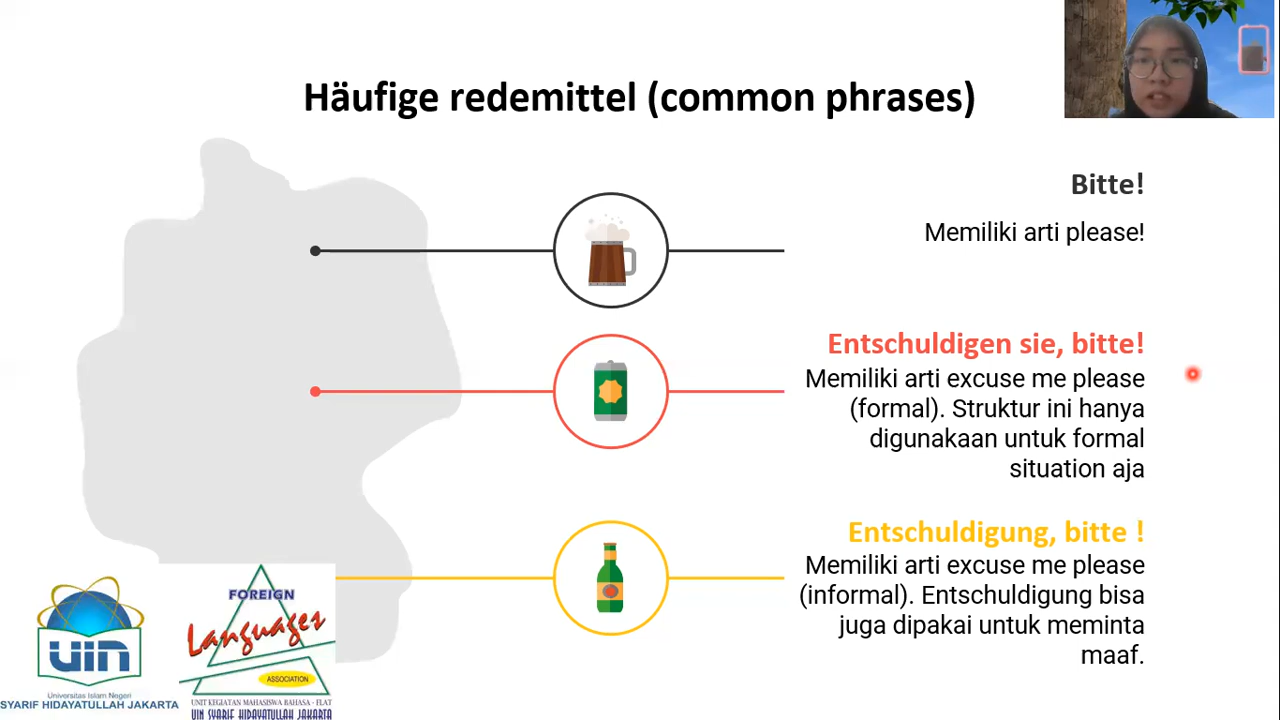 Häufige redemittel (common phrases)
Bitte!
Memiliki arti please!
Entschuldigen sie, bitte!
Memiliki arti excuse me please
(formal). Struktur ini hanya
digunakaan untuk formal
situation aja
Entschuldigung, bitte !
Memiliki arti excuse me please
(informal). Entschuldigung bisa
juga dipakai untuk meminta
maaf.
uin
Universitas Islam Negeri
SYARIF HIDAYATULLAH JAKARTA
FOREIGN
Languages
ASSOCIATION
UNIT KEGIATAN MAHASISWA BAHASA - FLAT
UIN SYARIF HIDAYATULLAH JAKARTA